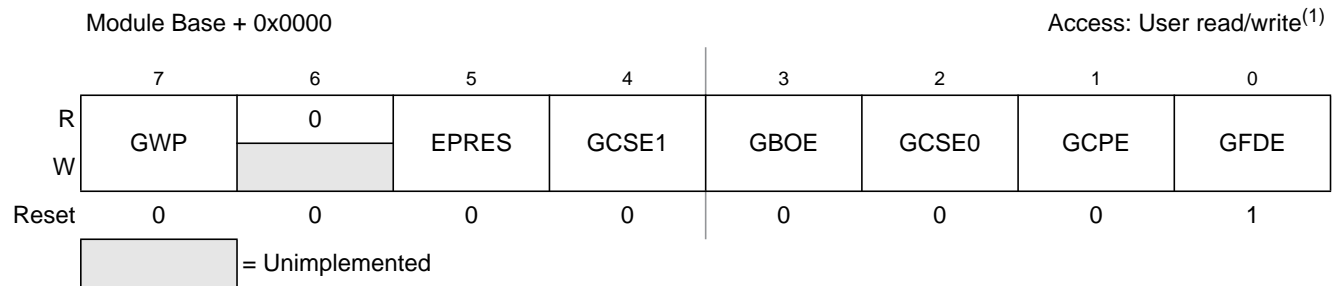 Module Base + 0x0000 Access: User read/write(1)
7 6 5 4 3 2 1 0
R GWP 0 EPRES GCSE1 GBOE GCSE0 GCPE GFDE
W
Reset 0 0 0 0 0 0 0 1
= Unimplemented